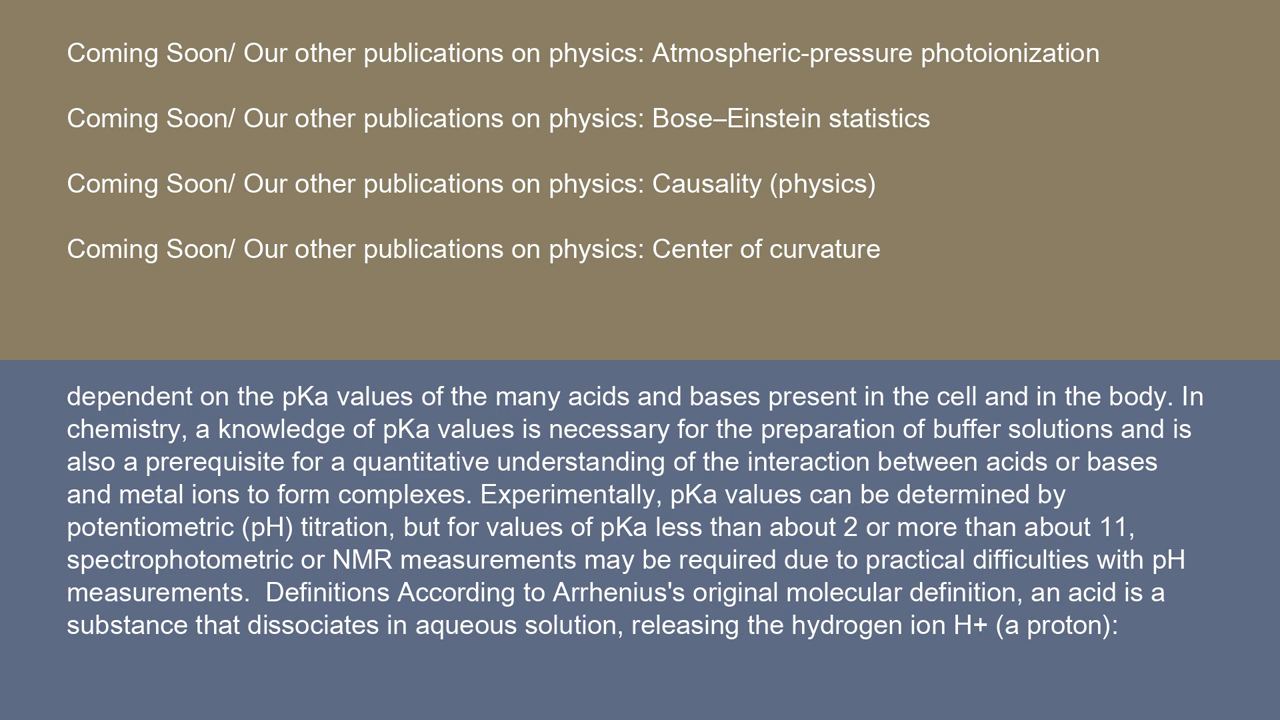 Coming Soon/ Our other publications on physics: Atmospheric-pressure photoionization
Coming Soon/ Our other publications on physics: Bose–Einstein statistics
Coming Soon/ Our other publications on physics: Causality (physics)
Coming Soon/ Our other publications on physics: Center of curvature
dependent on the pKa values of the many acids and bases present in the cell and in the body. In
chemistry, a knowledge of pKa values is necessary for the preparation of buffer solutions and is
also a prerequisite for a quantitative understanding of the interaction between acids or bases
and metal ions to form complexes. Experimentally, pKa values can be determined by
potentiometric (pH) titration, but for values of pKa less than about 2 or more than about 11,
spectrophotometric or NMR measurements may be required due to practical difficulties with pH
measurements.  Definitions According to Arrhenius's original molecular definition, an acid is a
substance that dissociates in aqueous solution, releasing the hydrogen ion H+ (a proton):